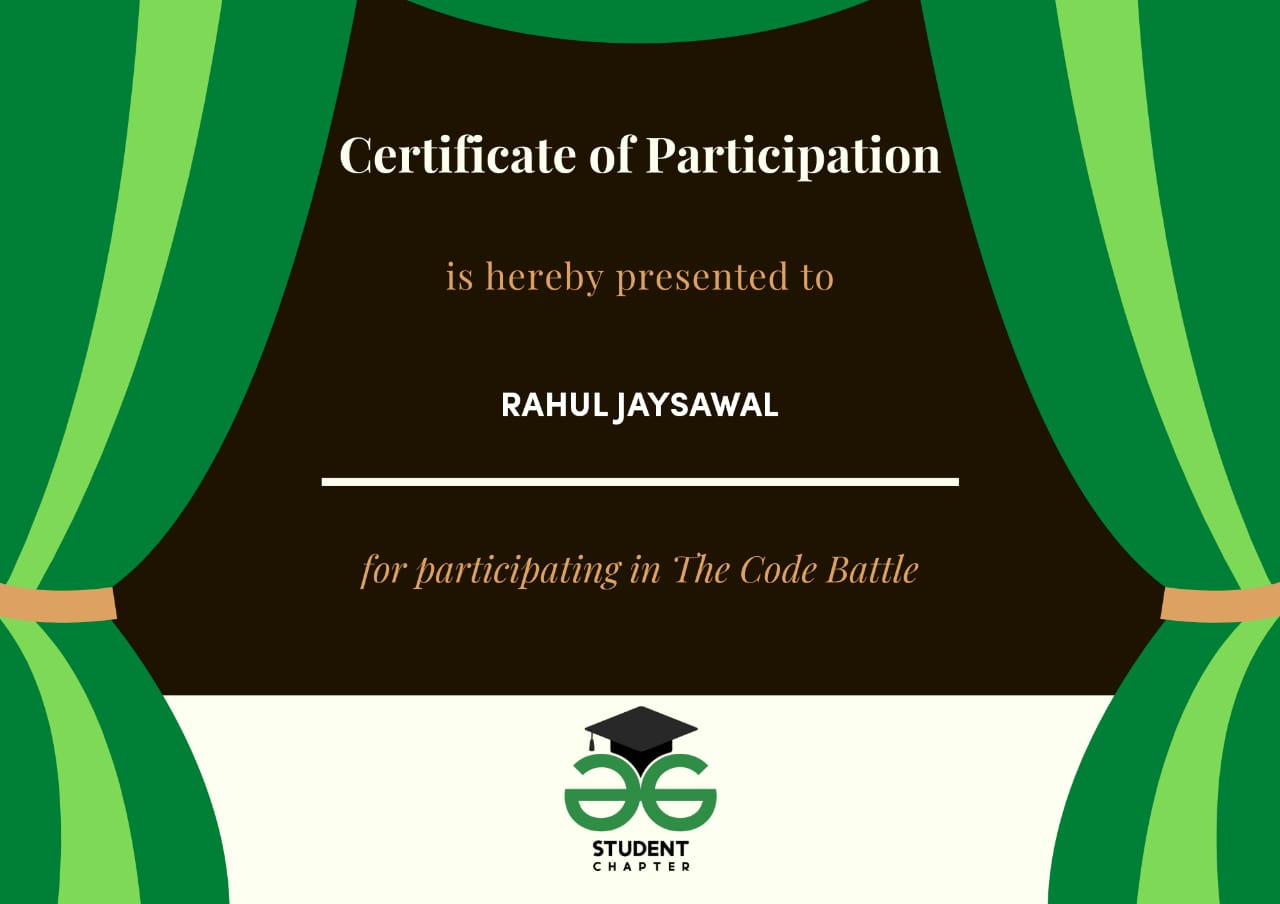 Certificate of Participation
is hereby presented to
RAHUL JAYSAWAL
for participating in The Code Battle
STUDENT
CHAPTER